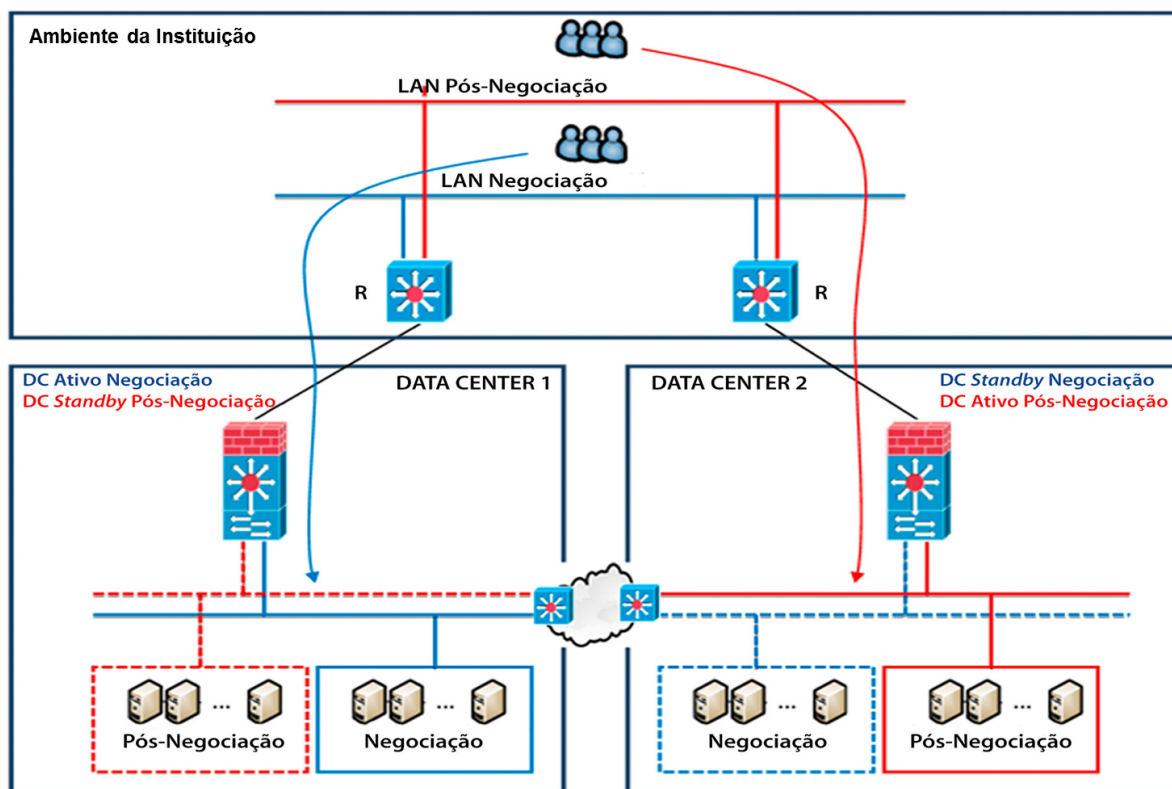 Ambiente da Instituição
LAN Pós-Negociação
LAN Negociação
R
R
DC Ativo Negociação
DC Standby Pós-Negociação
DATA CENTER 1
DATA CENTER 2
DC Standby Negociação
DC Ativo Pós-Negociação
...
Pós-Negociação
...
Negociação
...
Negociação
...
Pós-Negociação